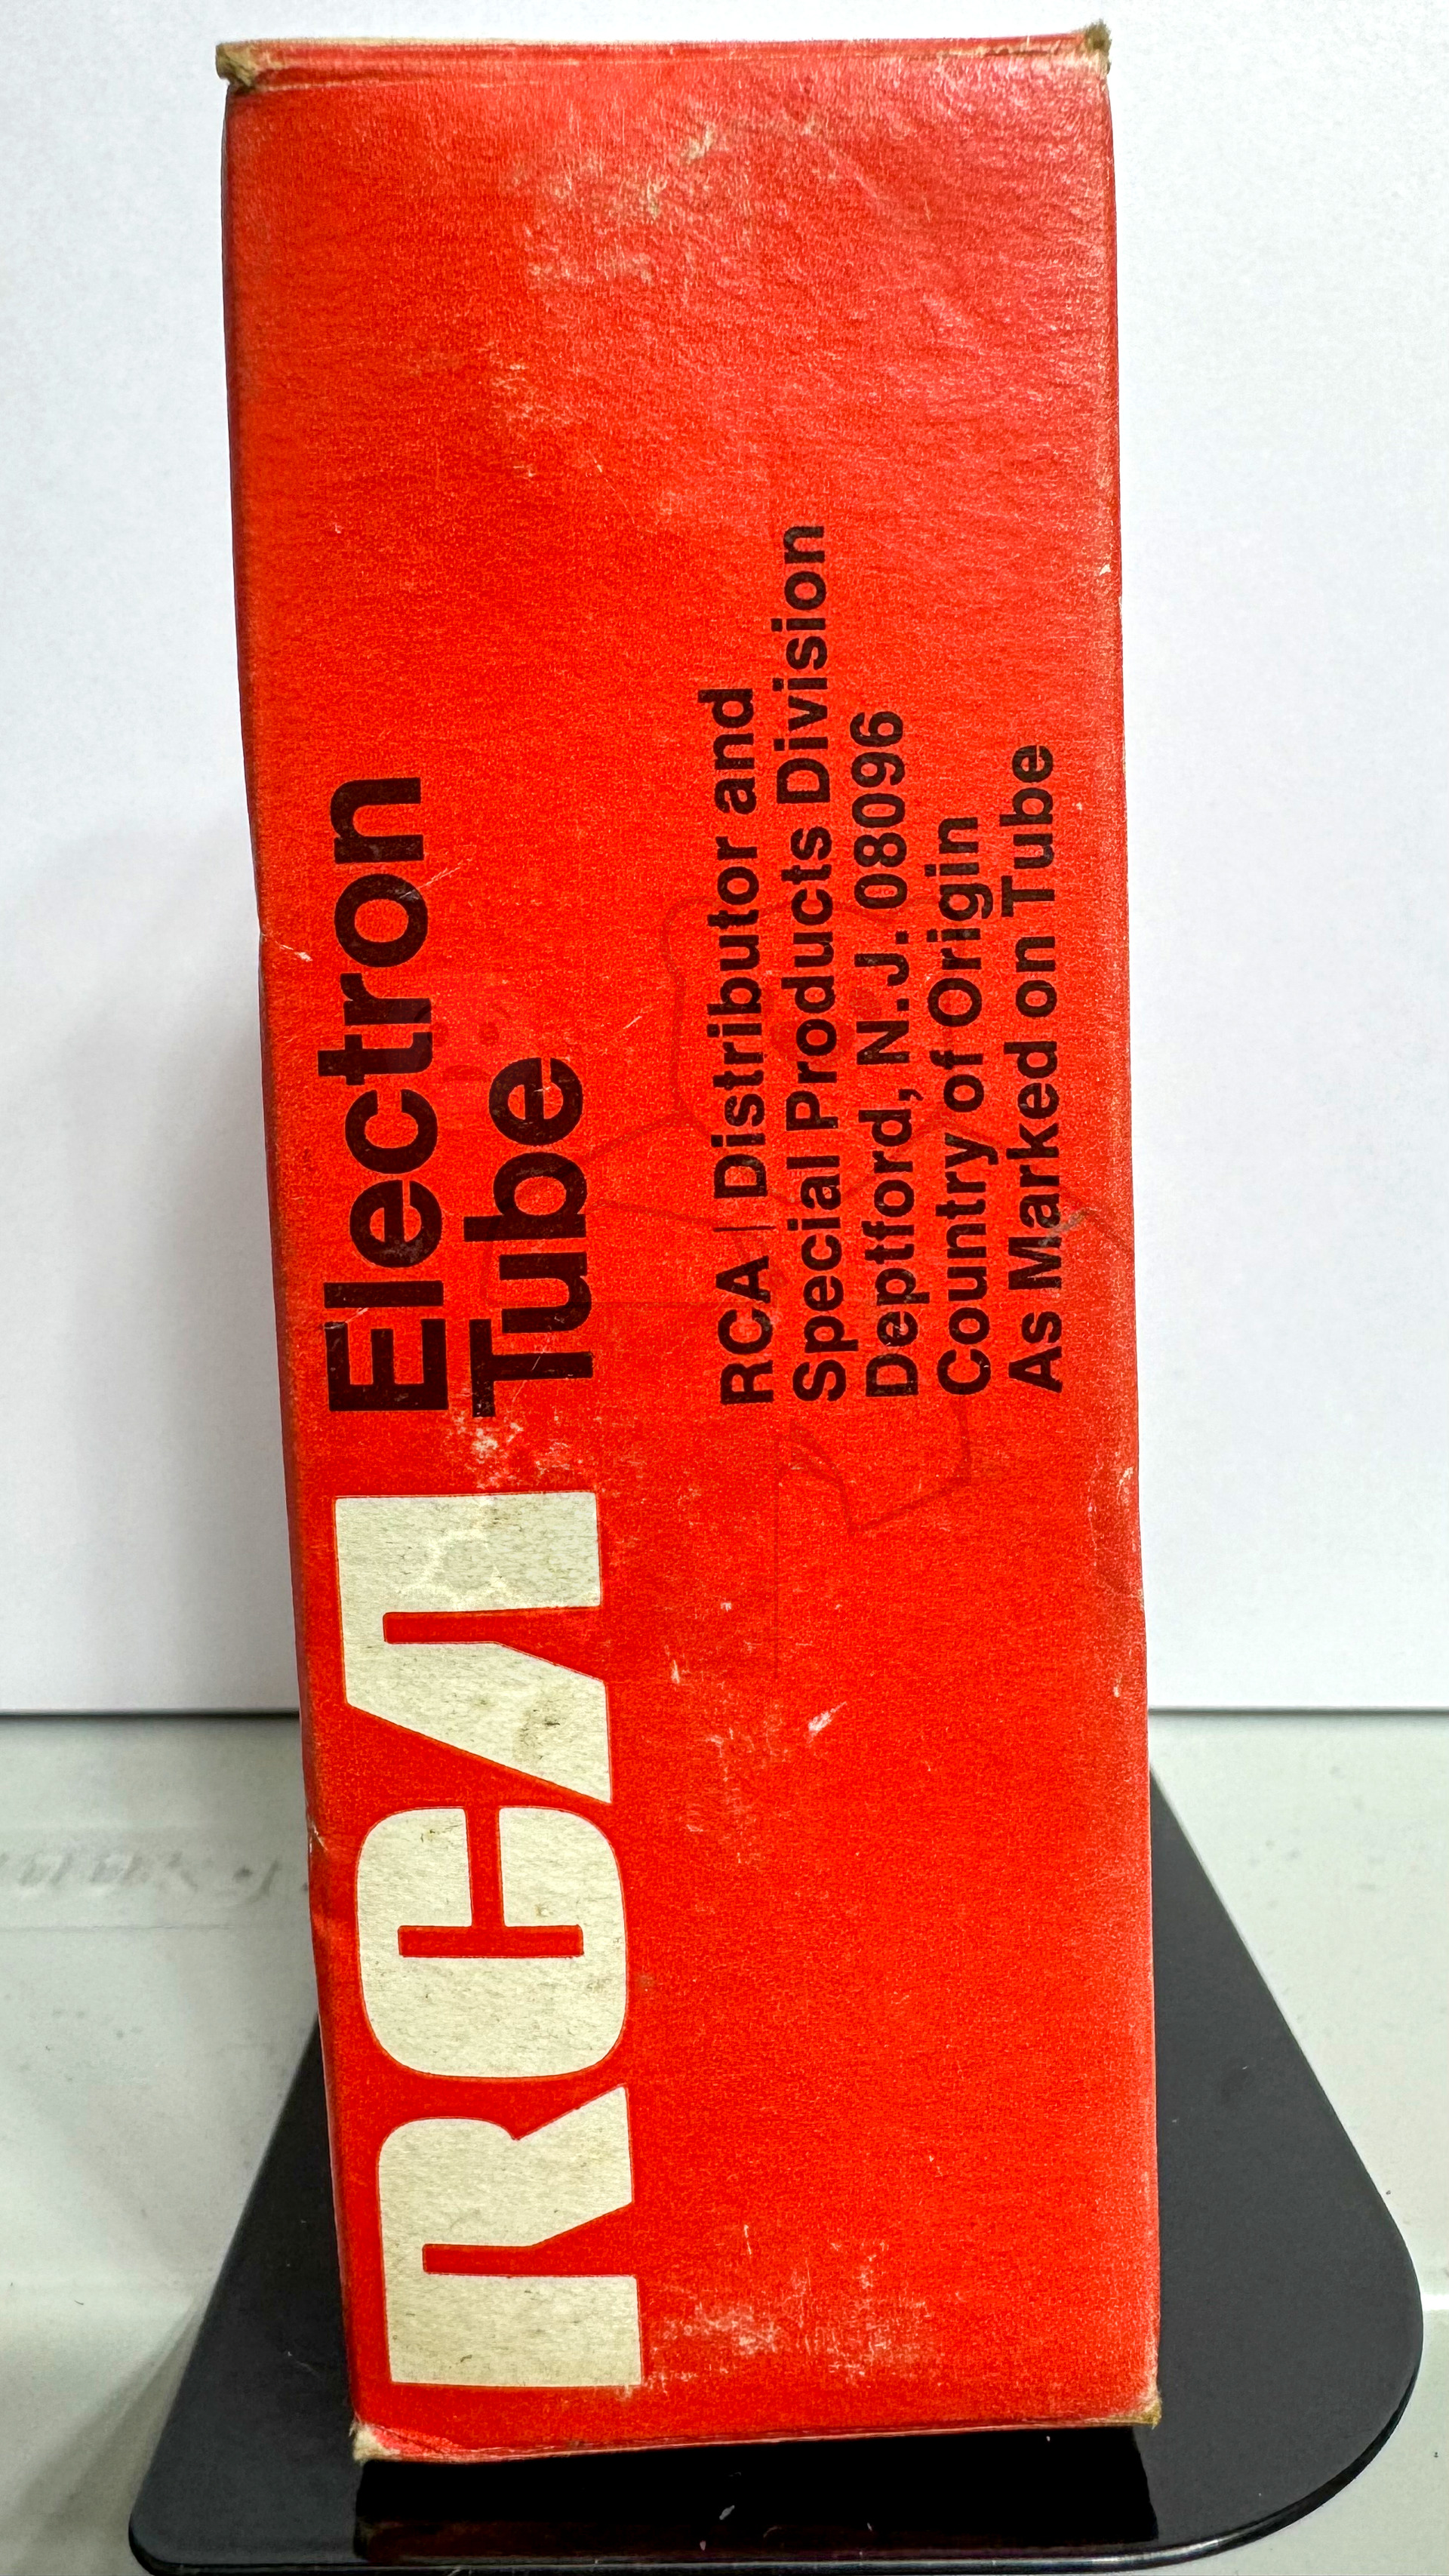 RCA
Electron
Tube
RCA | Distributor and
Special Products Division
Deptford, N.J. 08096
Country of Origin
As Marked on Tube